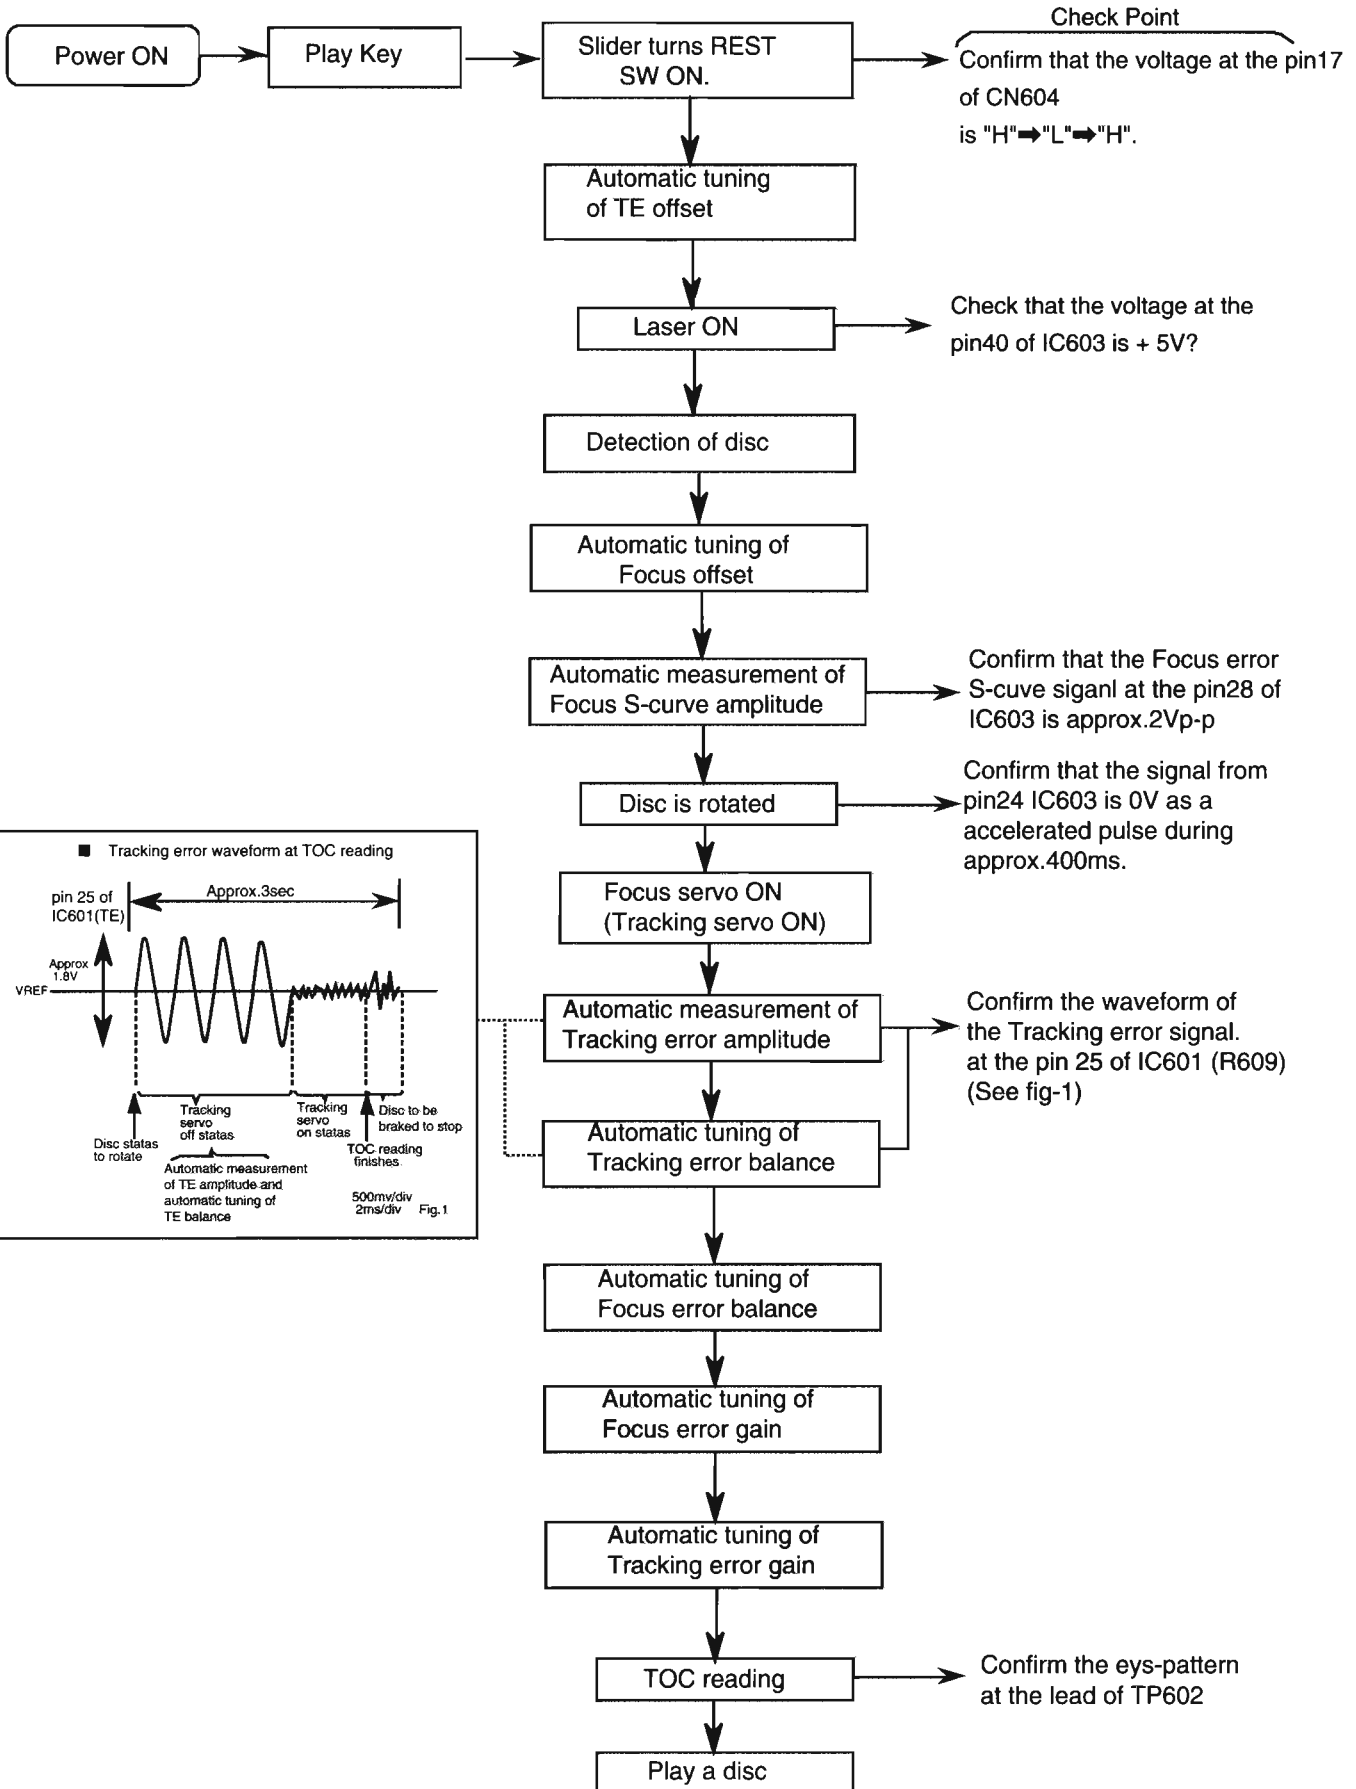 Check Point
Power ON
Play Key
Slider turns REST
SW ON.
Confirm that the voltage at the pin17
of CN604
is "H"➡"L"➡"H".
Automatic tuning
of TE offset
Laser ON
Check that the voltage at the
pin40 of IC603 is + 5V?
Detection of disc
Automatic tuning of
Focus offset
Automatic measurement of
Focus S-curve amplitude
Confirm that the Focus error
S-cuve siganl at the pin28 of
IC603 is approx.2Vp-p
Disc is rotated
Confirm that the signal from
pin24 IC603 is 0V as a
accelerated pulse during
approx.400ms.
Focus servo ON
(Tracking servo ON)
■ Tracking error waveform at TOC reading
pin 25 of
IC601(TE)
Approx.3sec
Approx
1.8V
VREF
Disc statas
to rotate
Tracking
servo
off statas
Tracking
servo
on statas
Disc to be
braked to stop
TOC reading
finishes
Automatic measurement
of TE amplitude and
automatic tuning of
TE balance
500mv/div
2ms/div
Fig.1
Automatic measurement of
Tracking error amplitude
Confirm the waveform of
the Tracking error signal.
at the pin 25 of IC601 (R609)
(See fig-1)
Automatic tuning of
Tracking error balance
Automatic tuning of
Focus error balance
Automatic tuning of
Focus error gain
Automatic tuning of
Tracking error gain
TOC reading
Confirm the eys-pattern
at the lead of TP602
Play a disc